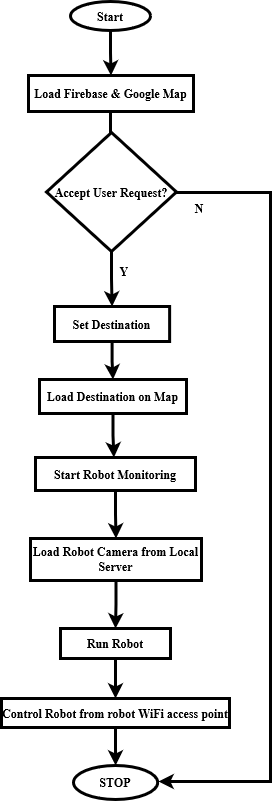 Start
Load Firebase & Google Map
Accept User Request?
N
Y
Set Destination
Load Destination on Map
Start Robot Monitoring
Load Robot Camera from Local
Server
Run Robot
Control Robot from robot WiFi access point
STOP